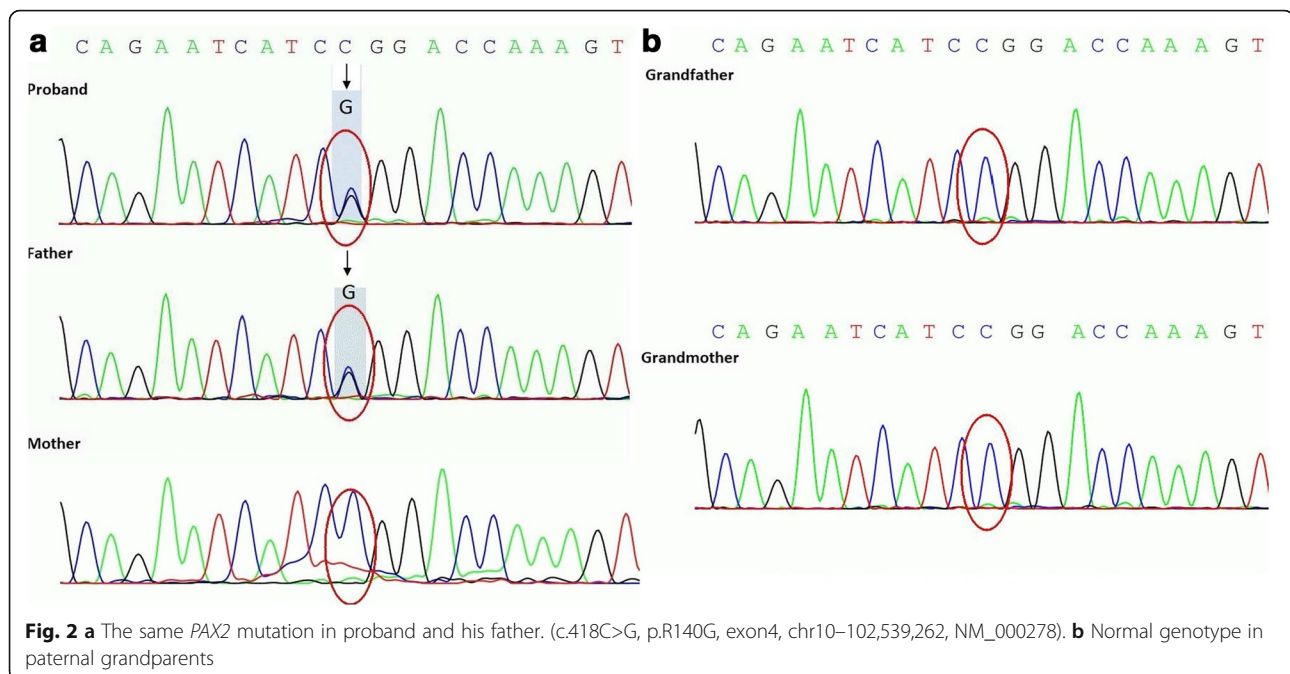 a
C A G A A T C A T C C G G A C C A A A G T
Proband
G
Father
G
Mother
b
C A G A A T C A T C C G G A C C A A A G T
Grandfather
C A G A A T C A T C C G G A C C A A A G T
Grandmother
Fig. 2 a The same PAX2 mutation in proband and his father. (c.418C>G, p.R140G, exon4, chr10–102,539,262, NM_000278). b Normal genotype in
paternal grandparents